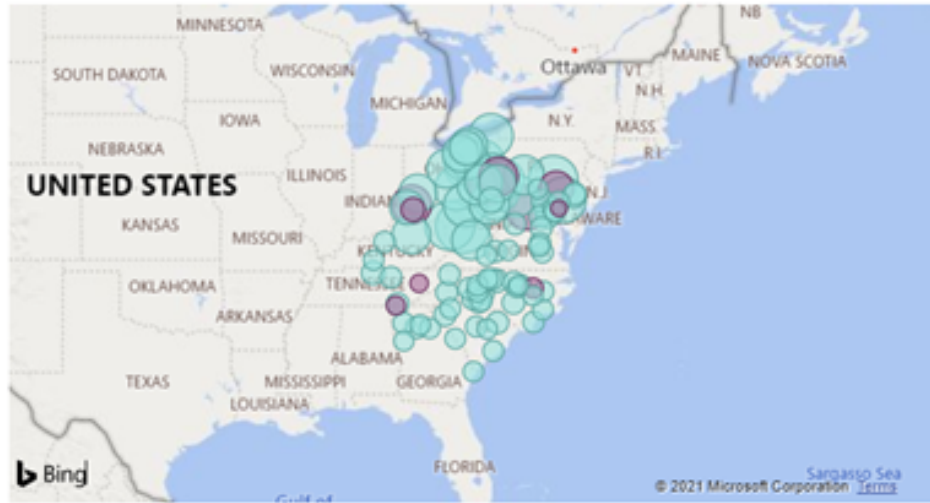 NB
MINNESOTA
MAINE
NOVA SCOTIA
Ottawa
VT.
SOUTH DAKOTA
WISCONSIN
N.H.
MICHIGAN
N.Y.
MASS.
IOWA
R.I.
NEBRASKA
ILLINOIS
UNITED STATES
INDIAN
N.J.
KANSAS
MISSOURI
KENTUCKY
TENNESSEE
OKLAHOMA
ARKANSAS
ALABAMA
TEXAS
MISSISSIPPI
GEORGIA
LOUISIANA
FLORIDA
Bing
Sargasso Sea
© 2021 Microsoft Corporation Terms
Gulf of